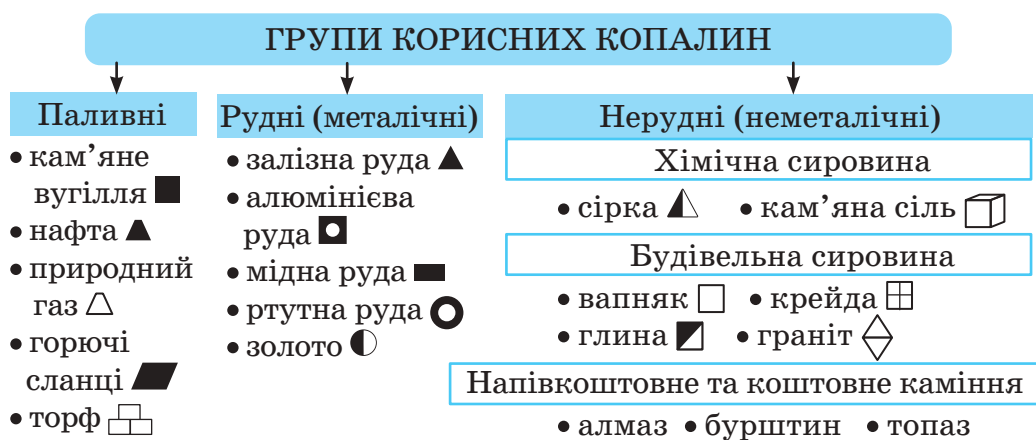 ГРУПИ КОРИСНИХ КОПАЛИН
Паливні
• кам’яне
вугілля
• нафта
• природний
газ
• горючі
сланці
• торф
Рудні (металічні)
• залізна руда
• алюмінієва
руда
• мідна руда
• ртутна руда
• золото
Нерудні (неметалічні)
Хімічна сировина
• сірка • кам’яна сіль
Будівельна сировина
• вапняк • крейда
• глина • граніт
Напівкоштовне та коштовне каміння
• алмаз • бурштин • топаз